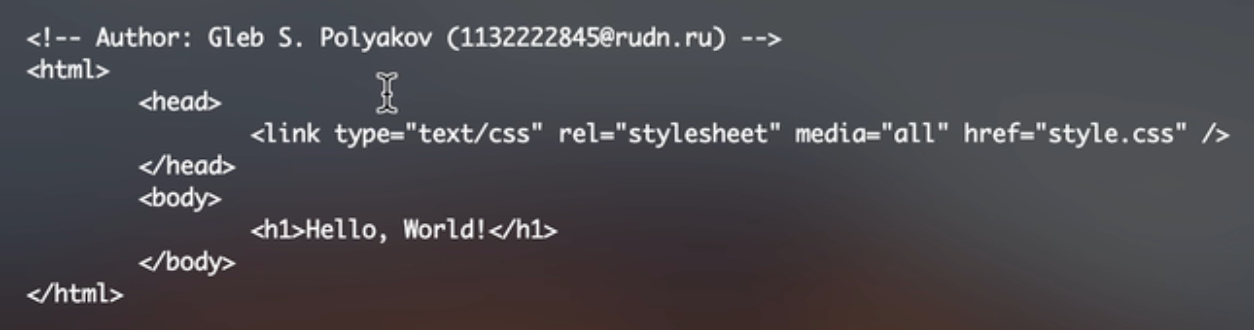 <!-- Author: Gleb S. Polyakov (1132222845@rudn.ru) -->
<html>
        <head>
                <link type="text/css" rel="stylesheet" media="all" href="style.css" />
        </head>
        <body>
                <h1>Hello, World!</h1>
        </body>
</html>